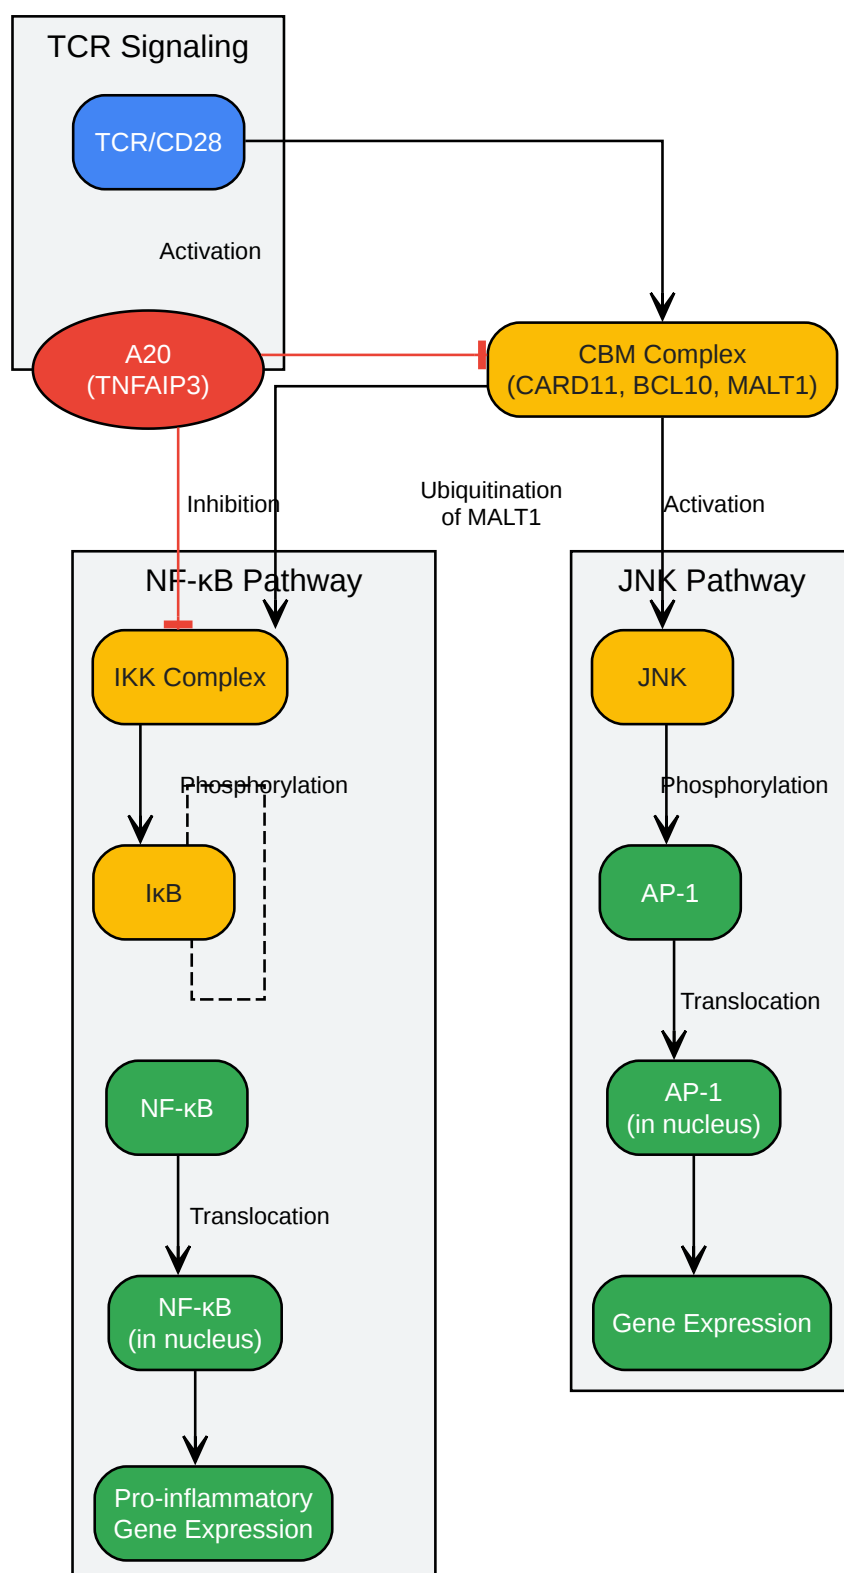 TCR Signaling
TCR/CD28
Activation
A20
(TNFAIP3)
CBM Complex
(CARD11, BCL10, MALT1)
Inhibition
Ubiquitination
of MALT1
Activation
NF-κB Pathway
JNK Pathway
IKK Complex
JNK
Phosphorylation
Phosphorylation
IκB
AP-1
Translocation
NF-κB
AP-1
(in nucleus)
Translocation
NF-κB
(in nucleus)
Gene Expression
Pro-inflammatory
Gene Expression